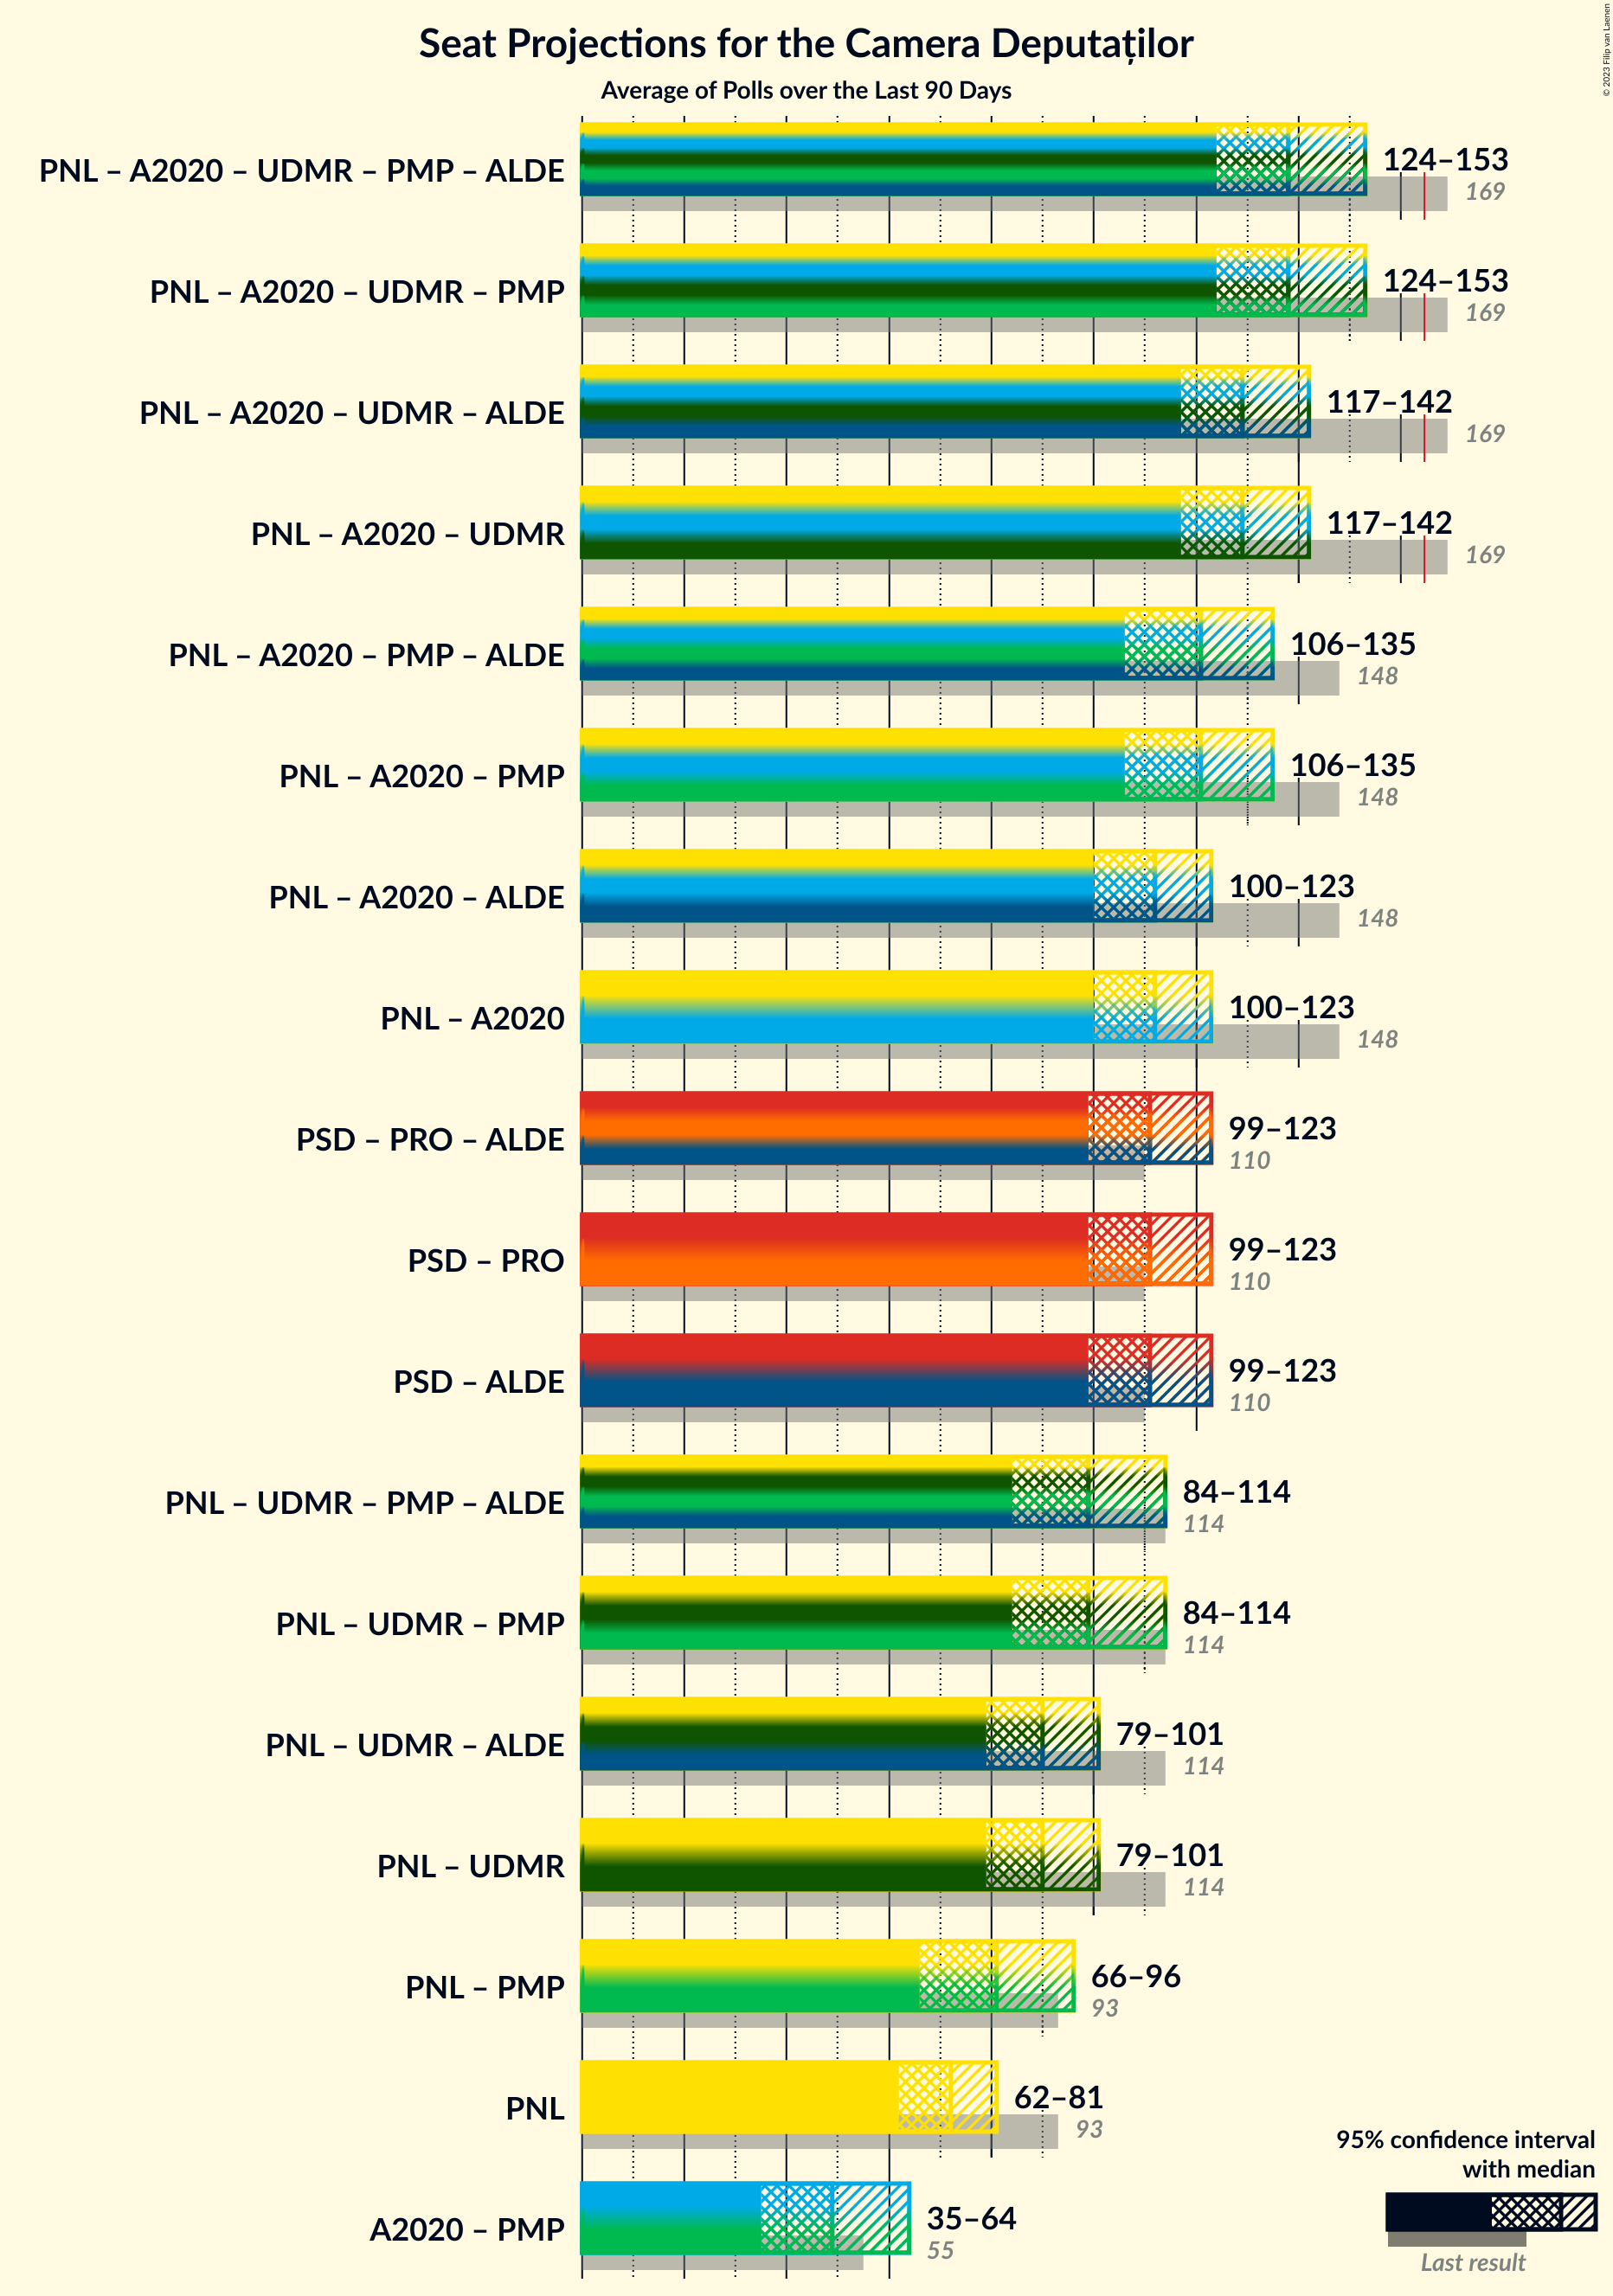 Seat Projections for the Camera Deputaților
Average of Polls over the Last 90 Days
© 2023 Filip van Laenen
PNL – A2020 – UDMR – PMP – ALDE
124–153
169
PNL – A2020 – UDMR – PMP
124–153
169
PNL – A2020 – UDMR – ALDE
117–142
169
PNL – A2020 – UDMR
117–142
169
PNL – A2020 – PMP – ALDE
106–135
148
PNL – A2020 – PMP
106–135
148
PNL – A2020 – ALDE
100–123
148
PNL – A2020
100–123
148
PSD – PRO – ALDE
99–123
110
PSD – PRO
99–123
110
PSD – ALDE
99–123
110
PNL – UDMR – PMP – ALDE
84–114
114
PNL – UDMR – PMP
84–114
114
PNL – UDMR – ALDE
79–101
114
PNL – UDMR
79–101
114
PNL – PMP
66–96
93
PNL
62–81
93
A2020 – PMP
35–64
55
95% confidence interval
with median
Last result